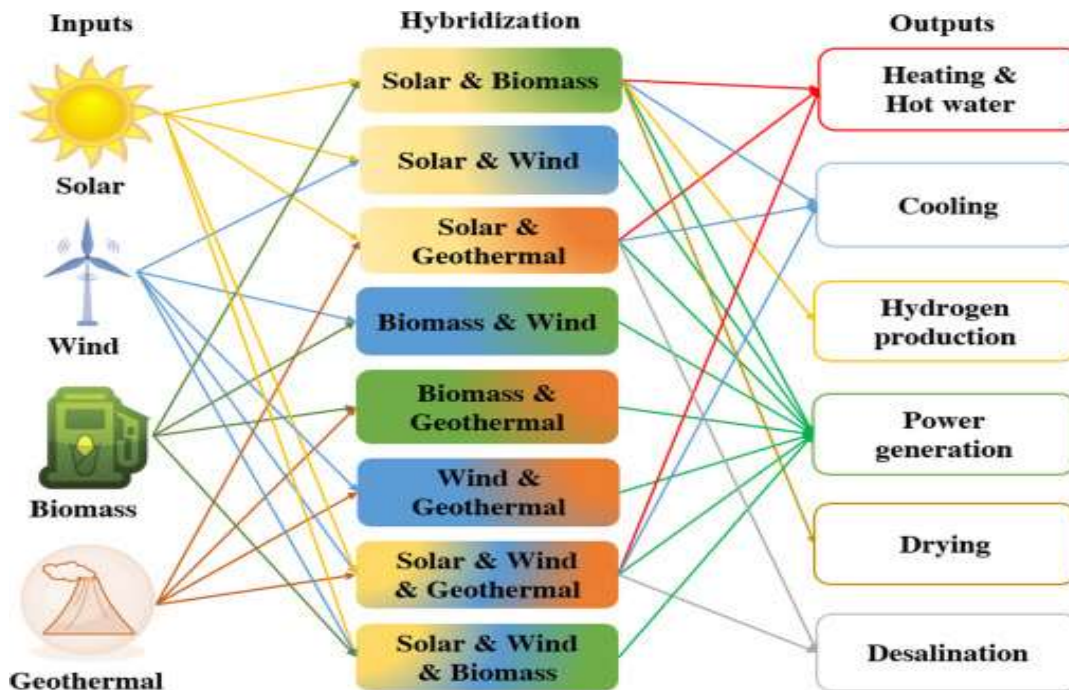 Inputs
Hybridization
Outputs
Solar
Wind
Biomass
Geothermal
Solar & Biomass
Solar & Wind
Solar &
Geothermal
Biomass & Wind
Biomass &
Geothermal
Wind &
Geothermal
Solar & Wind
& Geothermal
Solar & Wind
& Biomass
Heating &
Hot water
Cooling
Hydrogen
production
Power
generation
Drying
Desalination